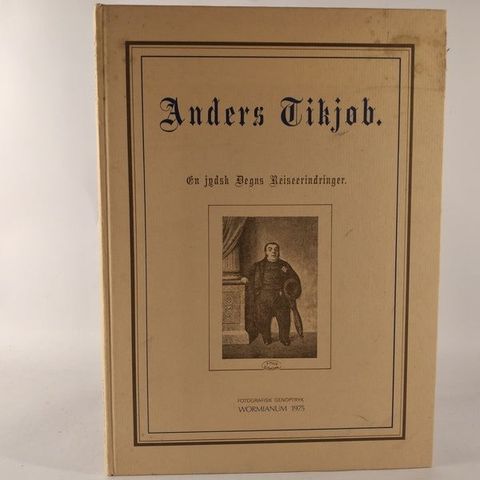 Anders Tikjøb.
En jydsk Degns Reiseerindringer.
FOTOGRAFISK GENOPTRYK
WORMIANUM 1975